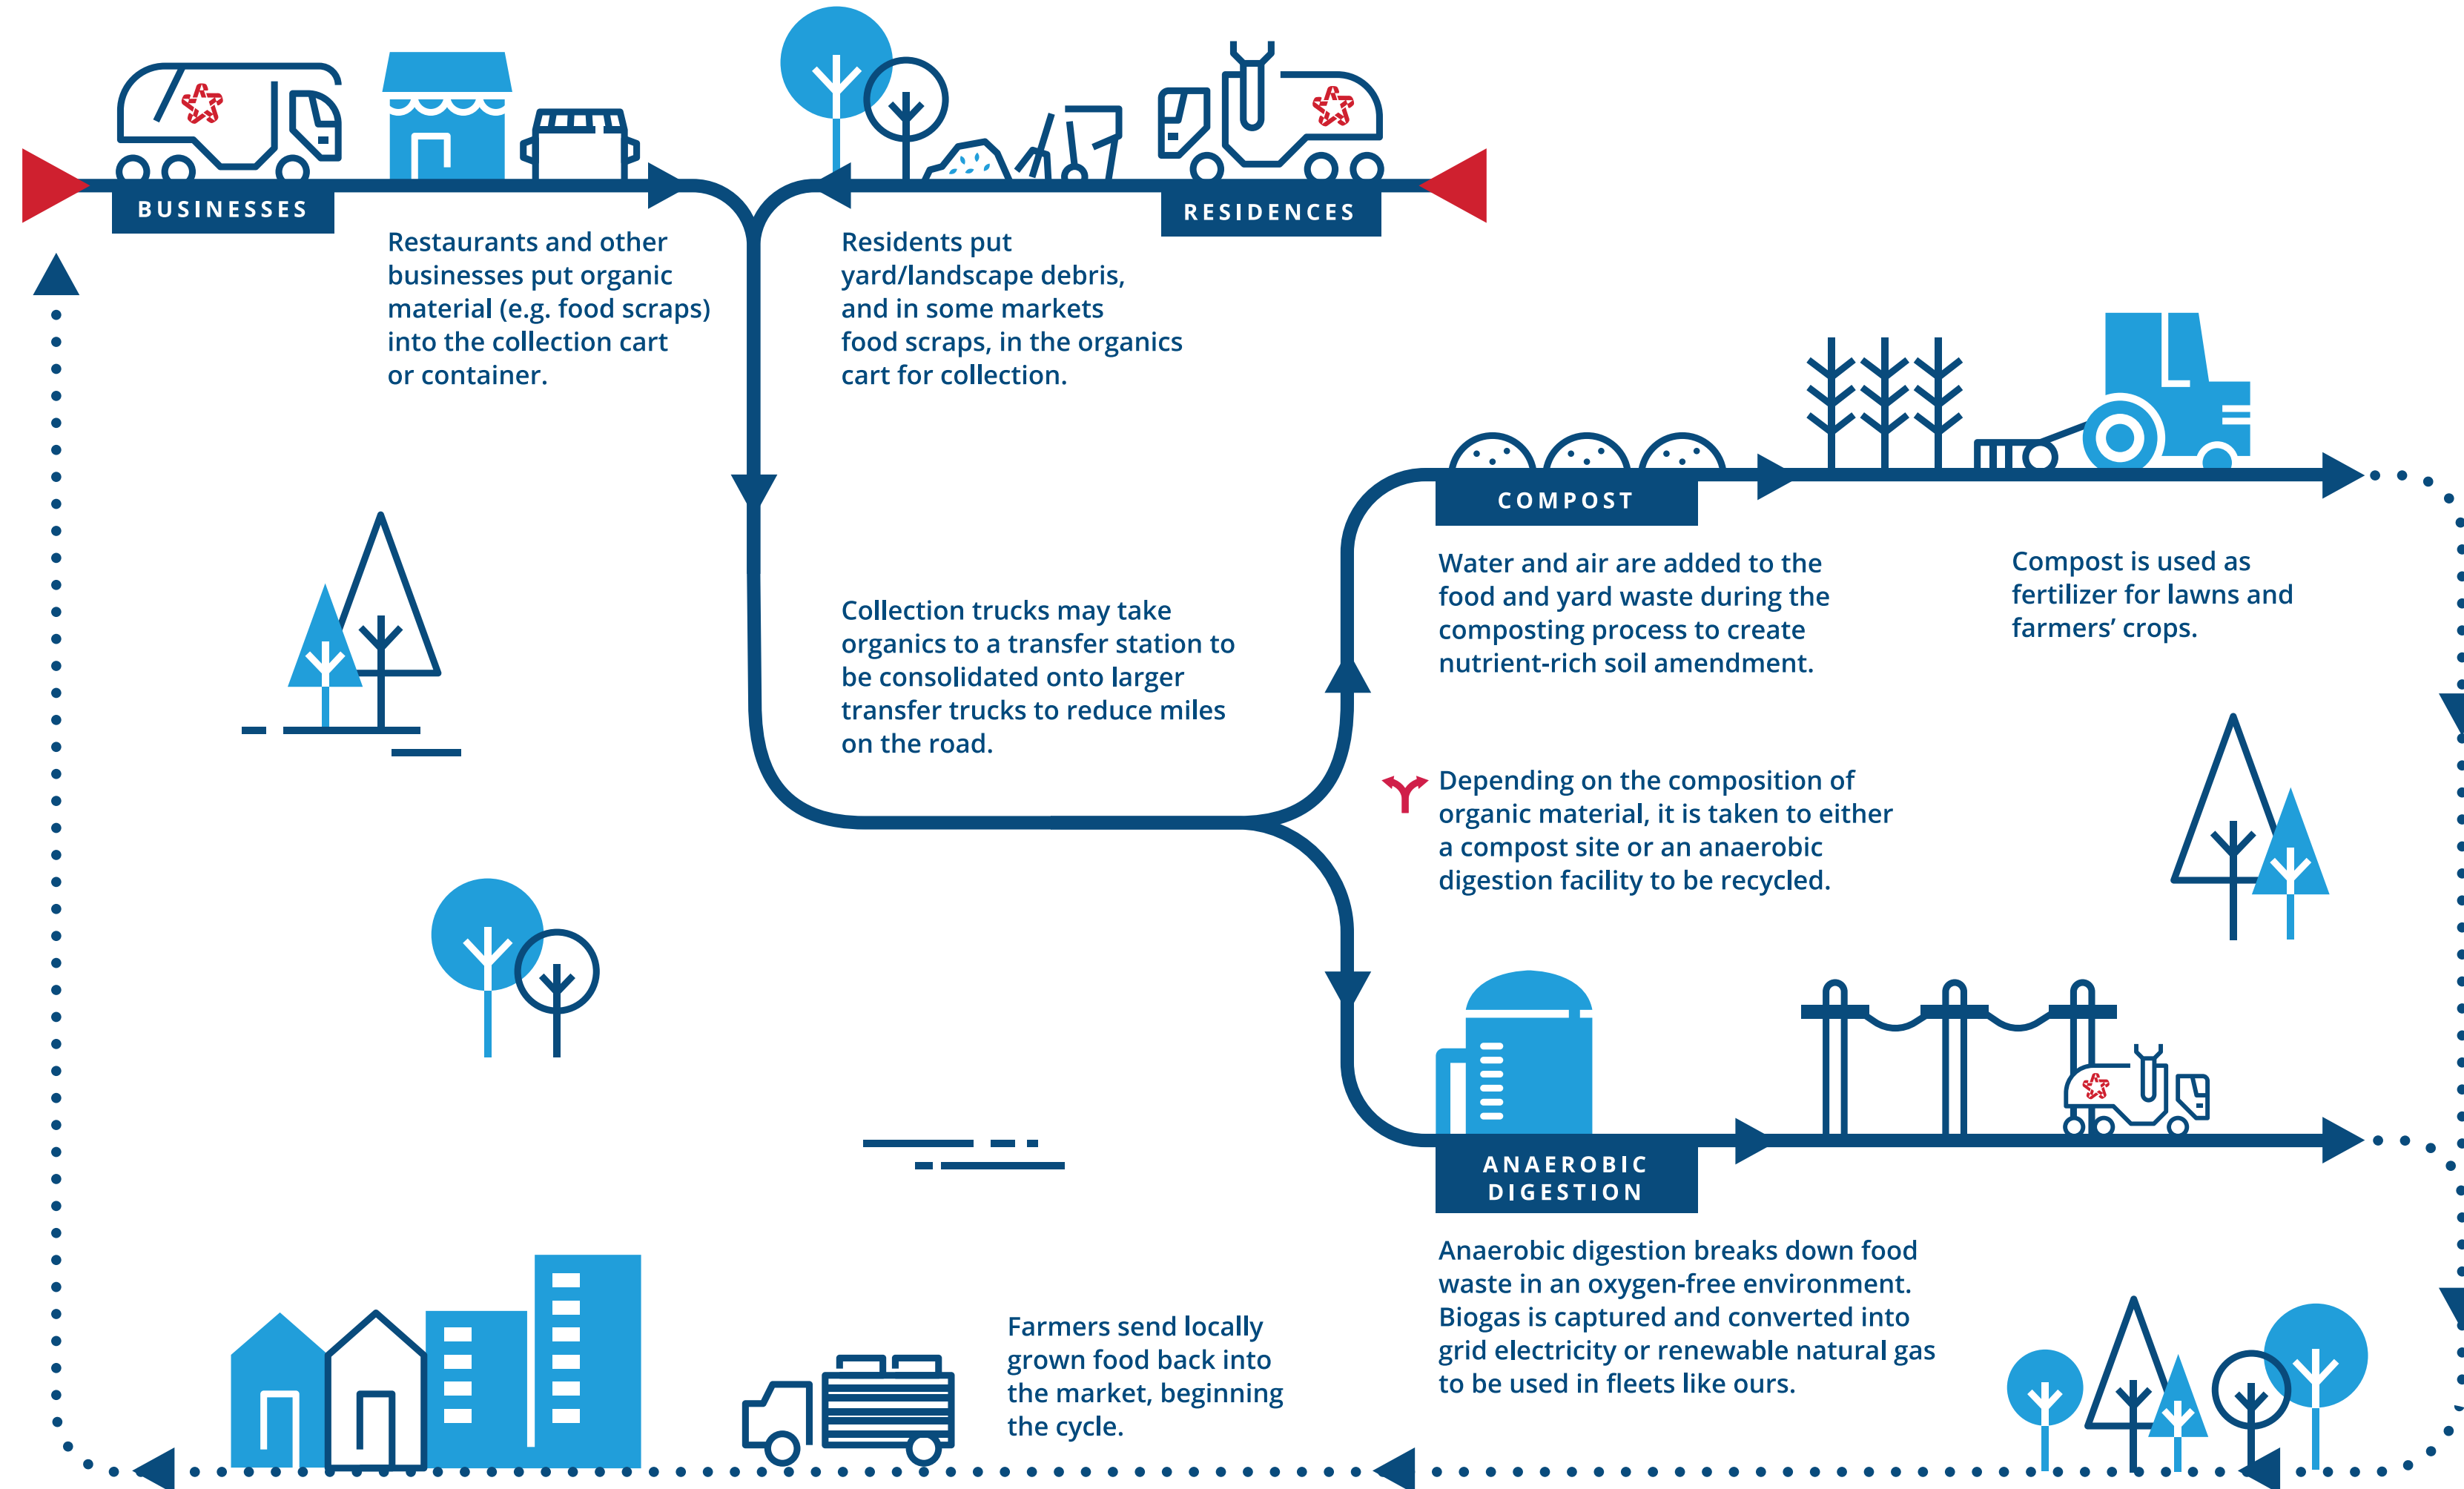 BUSINESSES
Restaurants and other
businesses put organic
material (e.g. food scraps)
into the collection cart
or container.
RESIDENCES
Residents put
yard/landscape debris,
and in some markets
food scraps, in the organics
cart for collection.
Collection trucks may take
organics to a transfer station to
be consolidated onto larger
transfer trucks to reduce miles
on the road.
COMPOST
Water and air are added to the
food and yard waste during the
composting process to create
nutrient-rich soil amendment.
Compost is used as
fertilizer for lawns and
farmers’ crops.
Depending on the composition of
organic material, it is taken to either
a compost site or an anaerobic
digestion facility to be recycled.
ANAEROBIC
DIGESTION
Anaerobic digestion breaks down food
waste in an oxygen-free environment.
Biogas is captured and converted into
grid electricity or renewable natural gas
to be used in fleets like ours.
Farmers send locally
grown food back into
the market, beginning
the cycle.